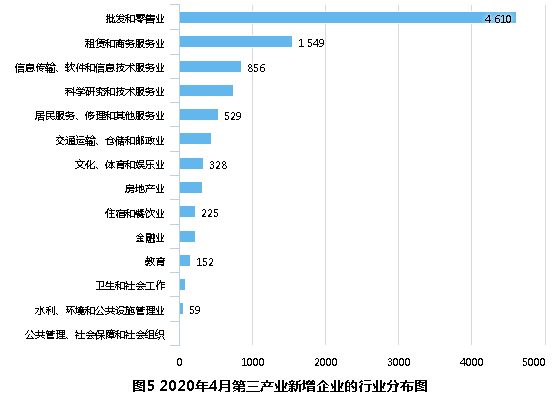 批发和零售业 4 610
租赁和商务服务业 1 549
信息传输、软件和信息技术服务业 856
科学研究和技术服务业
居民服务、修理和其他服务业 529
交通运输、仓储和邮政业
文化、体育和娱乐业 328
房地产业
住宿和餐饮业 225
金融业
教育 152
卫生和社会工作
水利、环境和公共设施管理业 59
公共管理、社会保障和社会组织
0 1000 2000 3000 4000 5000
图5 2020年4月第三产业新增企业的行业分布图